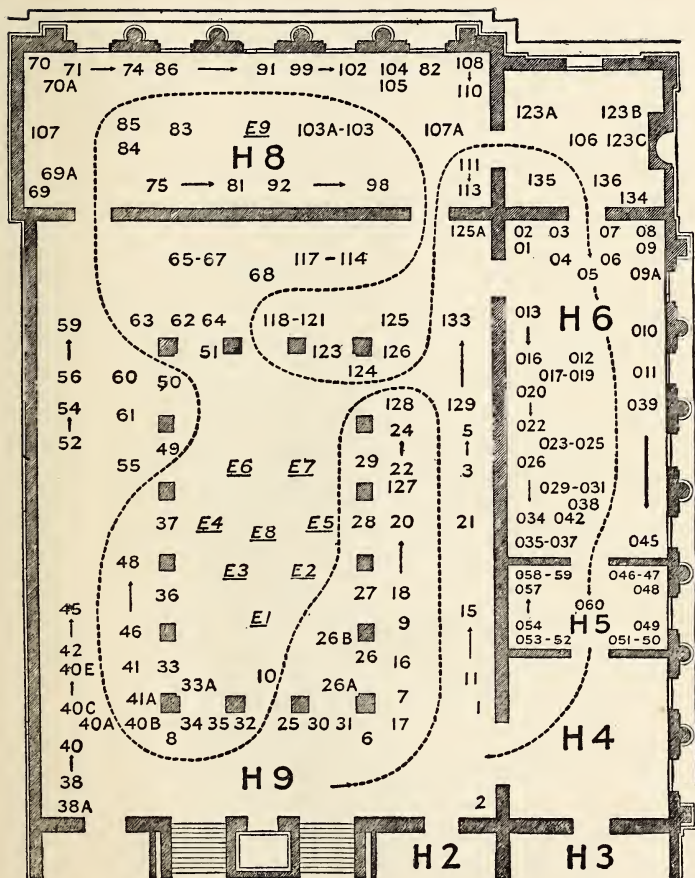 70 71 → 74 86 → 91 99 → 102 104 82 108
70A 105 ↓
110
123A 123B
107 85 83 E9 103A-103 107A 106 123C
84 H8
69A 111
↓
69 75 → 81 92 → 98 113 135 136
134
125A 02 03 07 08
01 09
65-67 117-114 04 06
68 05 09A
H6
59 63 62 64 118-121 125 133 013 010
↑ 51 123 126 ↑ ↓
124 016 012
56 60 50 017-019 011
54 61 128 129 020 039
↑ 24 5 ↓
52 49 ↑ ↑ 022
55 E6 E7 29 22 3 023-025
127 026 ↓
↓ 029-031
37 E4 E5 28 20 21 038
E8 034 042
48 E3 E2 ↑ 035-037 045
↑ 36 27 18 058-59 046-47
45 E1 15 057 048
↑ 46 9 ↑ ↑ 060
42 26B 054 H5 049
40E 41 33 26 16 053-52 051-50
↑ 10 11
40C 41A 33A 26A 7 1
40A 40B 34 35 32 25 30 31 17
40 8 6 H4
↑
38 H9
38A 2
H2 H3